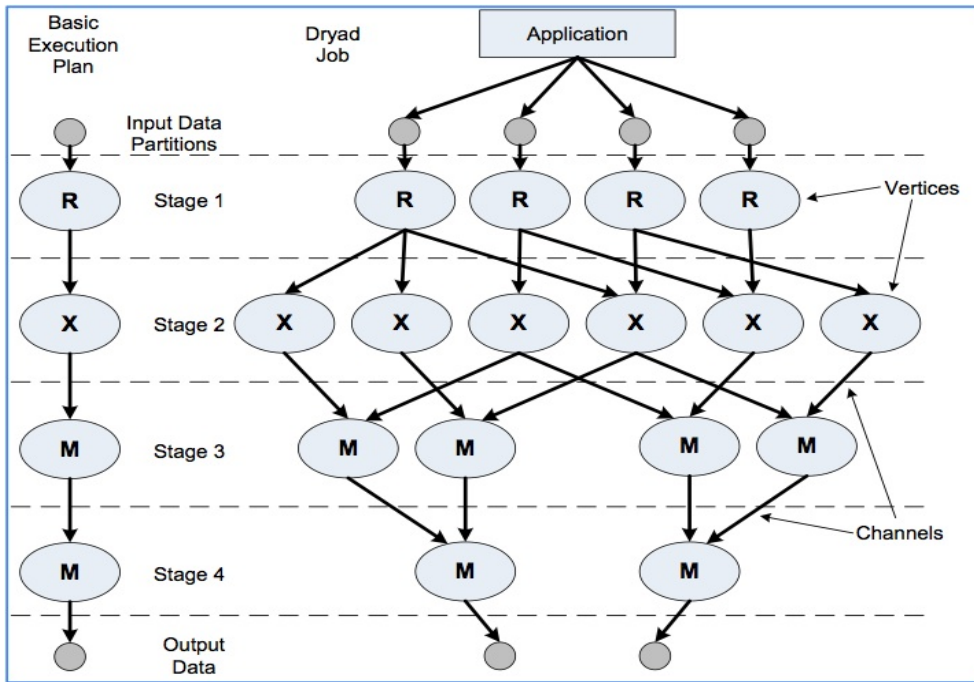 Basic
Execution
Plan
Dryad
Job
Application
Input Data
Partitions
R
Stage 1
R
R
R
R
Vertices
X
Stage 2
X
X
X
X
X
X
M
Stage 3
M
M
M
M
Channels
M
Stage 4
M
M
Output
Data